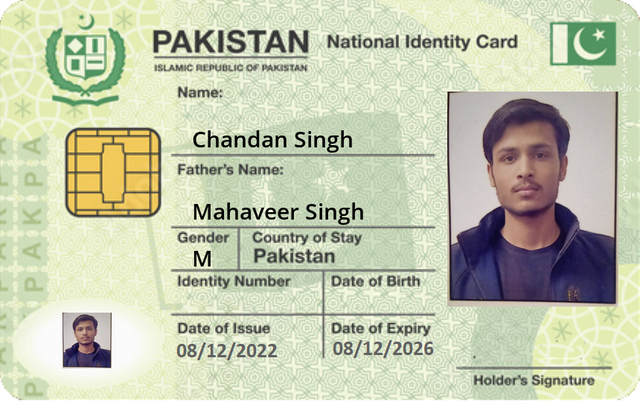 PAKISTAN National Identity Card
ISLAMIC REPUBLIC OF PAKISTAN
Name:
Chandan Singh
Father's Name:
Mahaveer Singh
Gender Country of Stay
M Pakistan
Identity Number Date of Birth
Date of Issue Date of Expiry
08/12/2022 08/12/2026
Holder's Signature
PAKISTAN